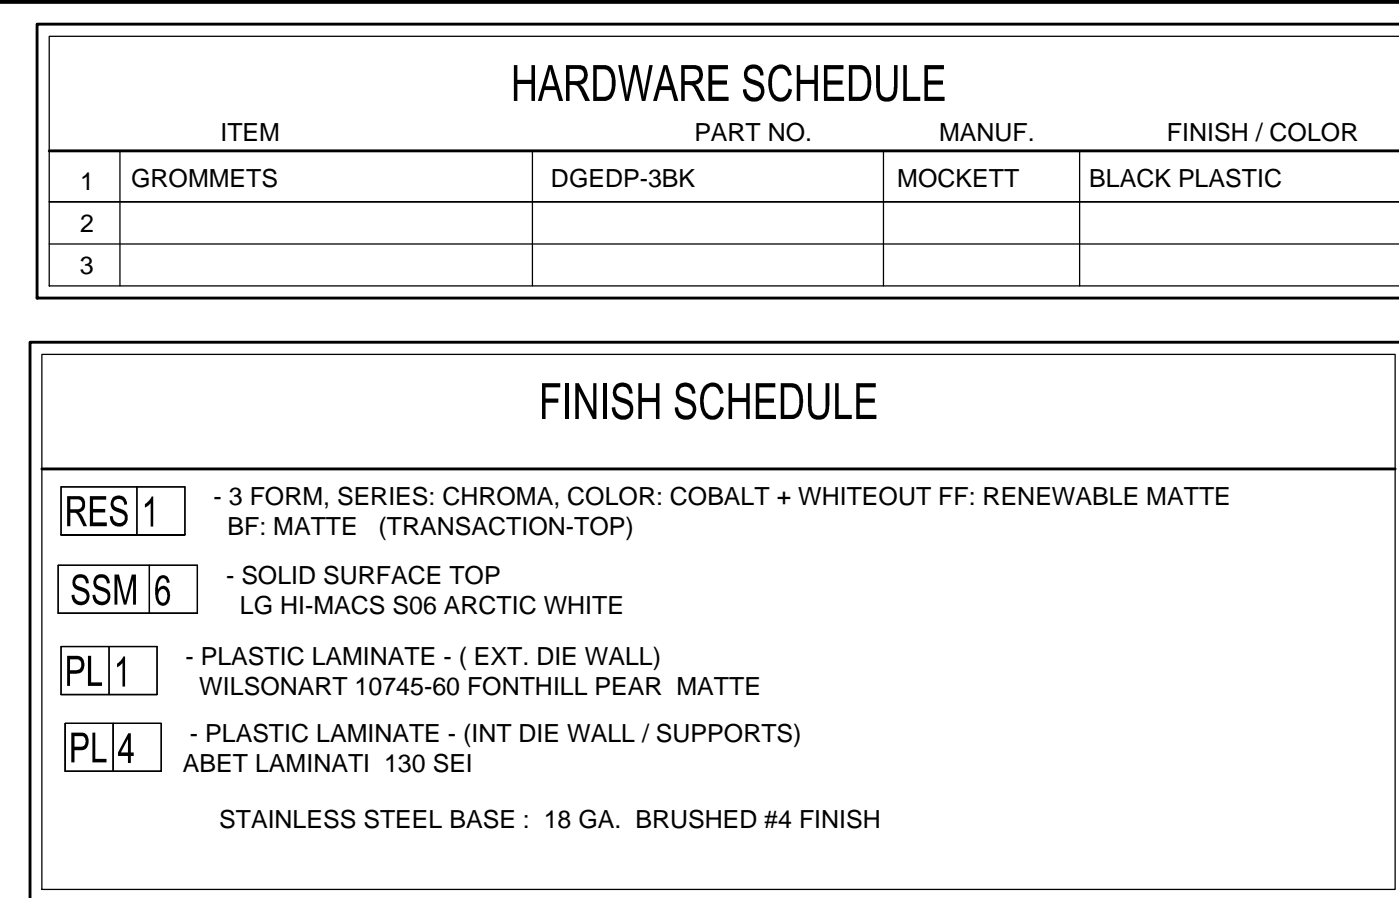 HARDWARE SCHEDULE
ITEM PART NO. MANUF. FINISH / COLOR
1 GROMMETS DGEDP-3BK MOCKETT BLACK PLASTIC
2
3
FINISH SCHEDULE
RES 1 - 3 FORM, SERIES: CHROMA, COLOR: COBALT + WHITEOUT FF: RENEWABLE MATTE
BF: MATTE (TRANSACTION-TOP)
SSM 6 - SOLID SURFACE TOP
LG HI-MACS S06 ARCTIC WHITE
PL 1 - PLASTIC LAMINATE - ( EXT. DIE WALL)
WILSONART 10745-60 FONTHILL PEAR MATTE
PL 4 - PLASTIC LAMINATE - (INT DIE WALL / SUPPORTS)
ABET LAMINATI 130 SEI
STAINLESS STEEL BASE : 18 GA. BRUSHED #4 FINISH